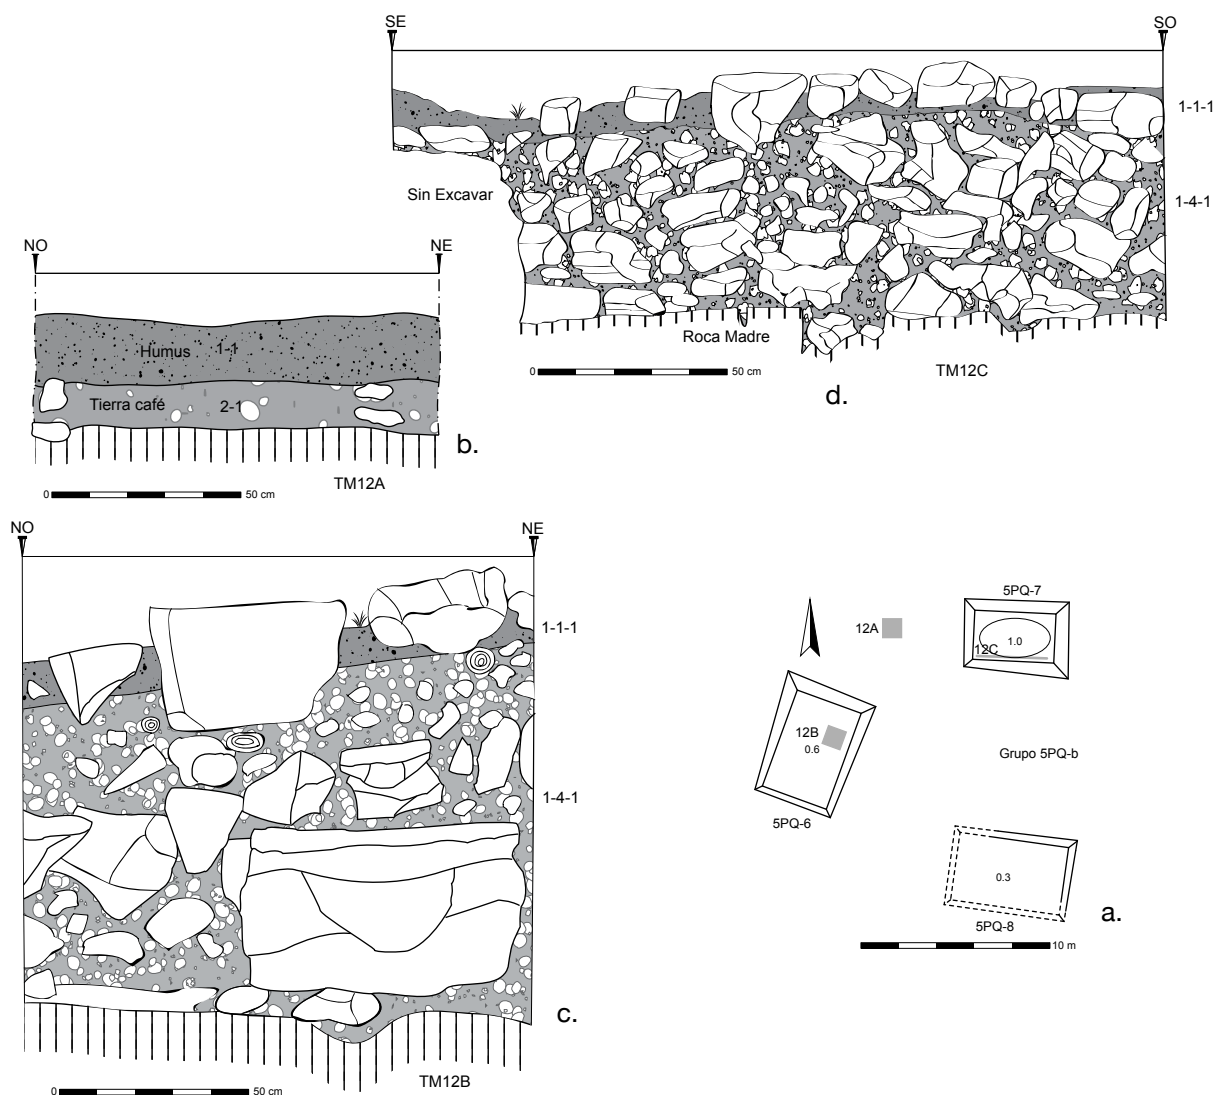 SE
SO
1-1-1
Sin Excavar
1-4-1
Roca Madre
0
50 cm
TM12C
d.
NO
NE
Humus
1-1
Tierra café
2-1
b.
TM12A
0
50 cm
NO
NE
1-1-1
1-4-1
c.
TM12B
0
50 cm
5PQ-7
12A
1.0
12C
12B
0.6
Grupo 5PQ-b
5PQ-6
0.3
a.
5PQ-8
10 m